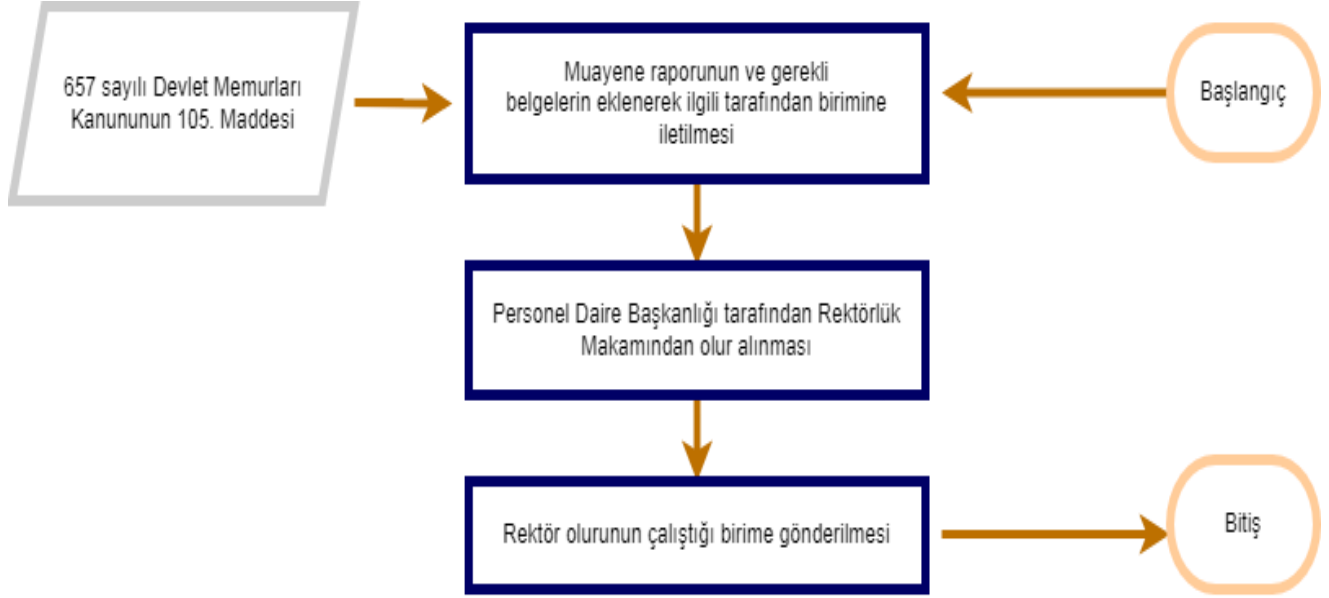 657 sayılı Devlet Memurları
Kanununun 105. Maddesi
Muayene raporunun ve gerekli
belgelerin eklenerek ilgili tarafından birimine
iletilmesi
Başlangıç
Personel Daire Başkanlığı tarafından Rektörlük
Makamından olur alınması
Rektör olurunun çalıştığı birime gönderilmesi
Bitiş